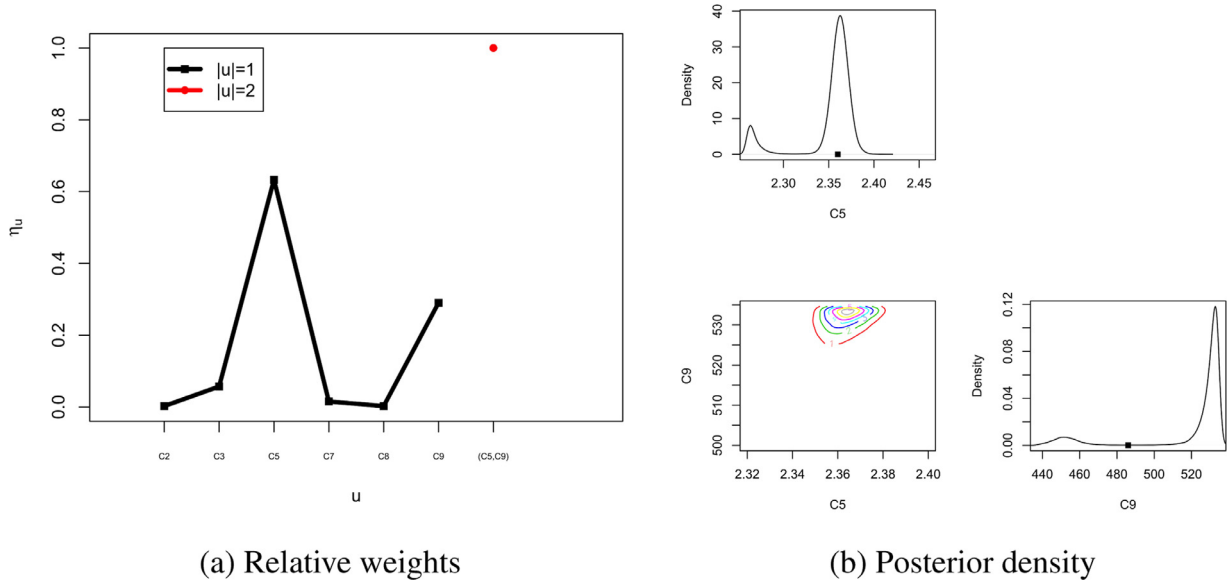 |u|=1
|u|=2
1.0
0.8
0.6
0.4
0.2
0.0
ηu
C2 C3 C5 C7 C8 C9 (C5,C9)
u
(a) Relative weights
40
30
20
10
0
Density
2.30 2.35 2.40 2.45
C5
530
520
510
500
C9
1
2.32 2.34 2.36 2.38 2.40
C5
0.12
0.08
0.04
0.00
Density
440 460 480 500 520
C9
(b) Posterior density